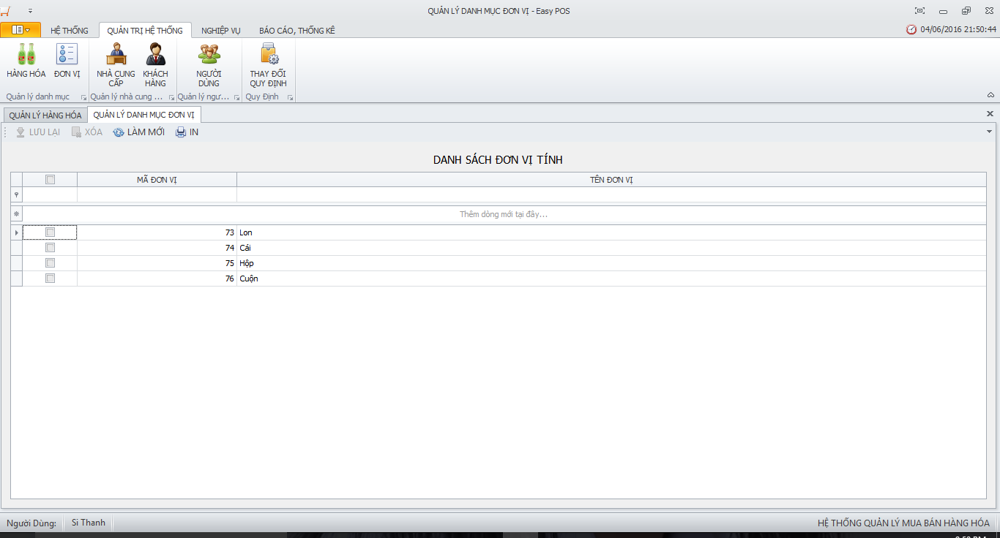 QUẢN LÝ DANH MỤC ĐƠN VỊ - Easy POS
HỆ THỐNG
QUẢN TRỊ HỆ THỐNG
NGHIỆP VỤ
BÁO CÁO, THỐNG KÊ
04/06/2016 21:50:44
HÀNG HÓA
ĐƠN VỊ
NHÀ CUNG
CẤP
KHÁCH
HÀNG
NGƯỜI
DÙNG
THAY ĐỔI
QUY ĐỊNH
Quản lý danh mục
Quản lý nhà cung ...
Quản lý ngư...
Quy Định
QUẢN LÝ HÀNG HÓA
QUẢN LÝ DANH MỤC ĐƠN VỊ
LƯU LẠI
XÓA
LÀM MỚI
IN
DANH SÁCH ĐƠN VỊ TÍNH
MÃ ĐƠN VỊ
TÊN ĐƠN VỊ
Thêm dòng mới tại đây...
73 Lon
74 Cái
75 Hộp
76 Cuộn
Người Dùng:
Si Thanh
HỆ THỐNG QUẢN LÝ MUA BÁN HÀNG HÓA